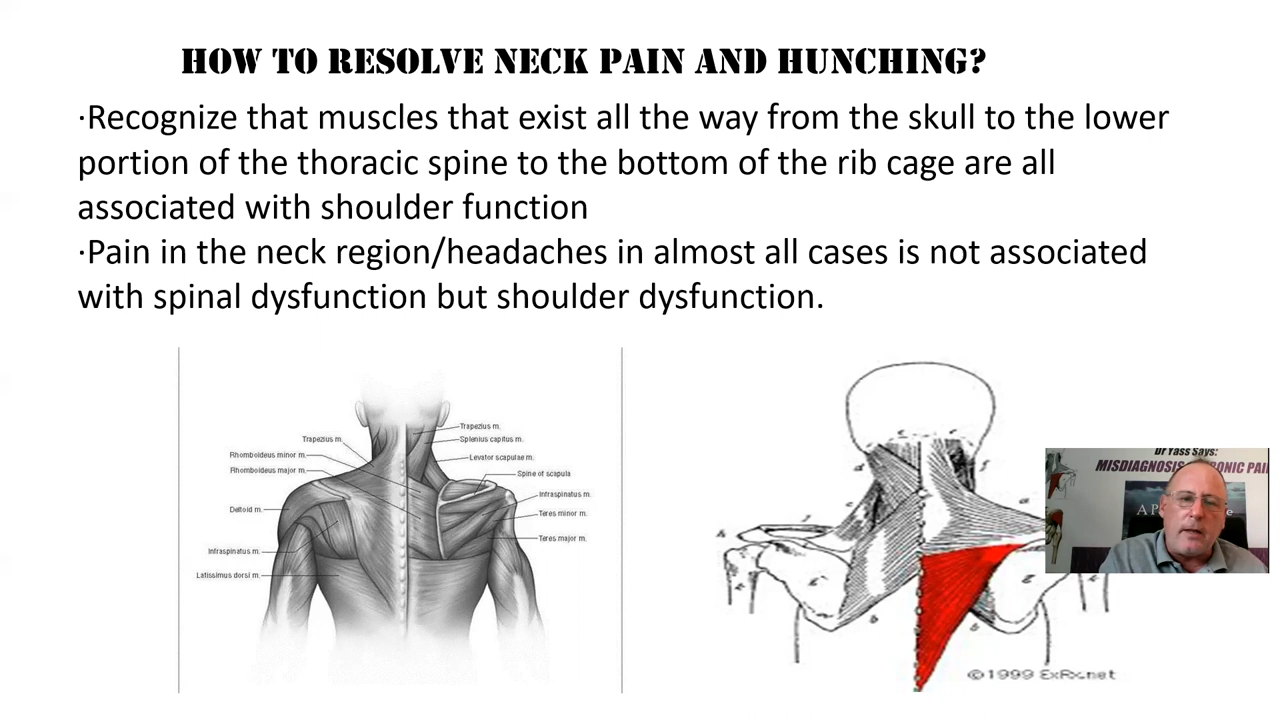 HOW TO RESOLVE NECK PAIN AND HUNCHING?
·Recognize that muscles that exist all the way from the skull to the lower
portion of the thoracic spine to the bottom of the rib cage are all
associated with shoulder function
·Pain in the neck region/headaches in almost all cases is not associated
with spinal dysfunction but shoulder dysfunction.
Trapezius m.
Rhomboideus minor m.
Rhomboideus major m.
Deltoid m.
Infraspinatus m.
Latissimus dorsi m.
Trapezius m.
Splenius capitus m.
Levator scapulae m.
Spine of scapula
Infraspinatus m.
Teres minor m.
Teres major m.
©1999 ExRx.net
Dr Yass Says:
MISDIAGNOSIS